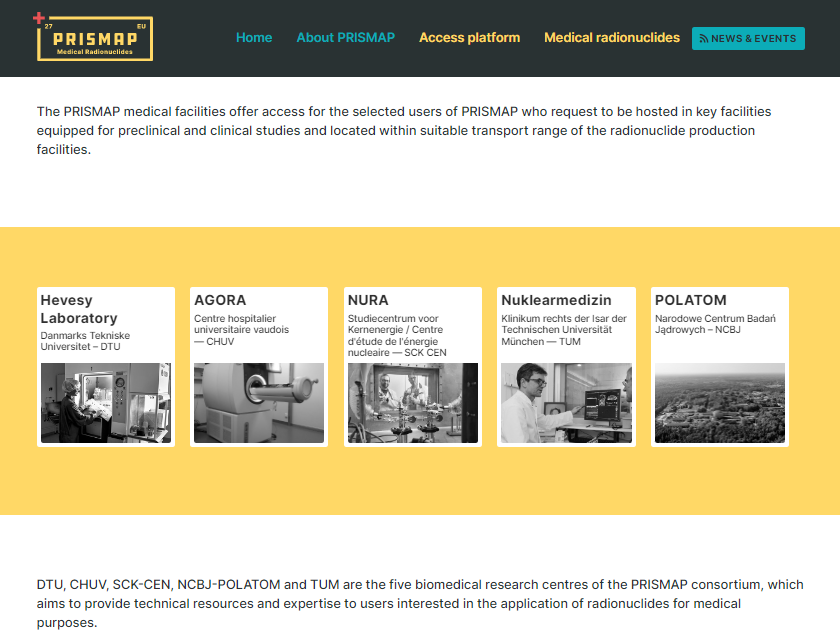 27 EU
PRISMAP
Medical Radionuclides
Home About PRISMAP Access platform Medical radionuclides NEWS & EVENTS
The PRISMAP medical facilities offer access for the selected users of PRISMAP who request to be hosted in key facilities
equipped for preclinical and clinical studies and located within suitable transport range of the radionuclide production
facilities.
Hevesy
Laboratory
Danmarks Tekniske
Universitet – DTU
AGORA
Centre hospitalier
universitaire vaudois
— CHUV
NURA
Studiecentrum voor
Kernenergie / Centre
d'étude de l'énergie
nucleaire — SCK CEN
Nuklearmedizin
Klinikum rechts der Isar der
Technischen Universität
München — TUM
POLATOM
Narodowe Centrum Badań
Jądrowych – NCBJ
DTU, CHUV, SCK-CEN, NCBJ-POLATOM and TUM are the five biomedical research centres of the PRISMAP consortium, which
aims to provide technical resources and expertise to users interested in the application of radionuclides for medical
purposes.